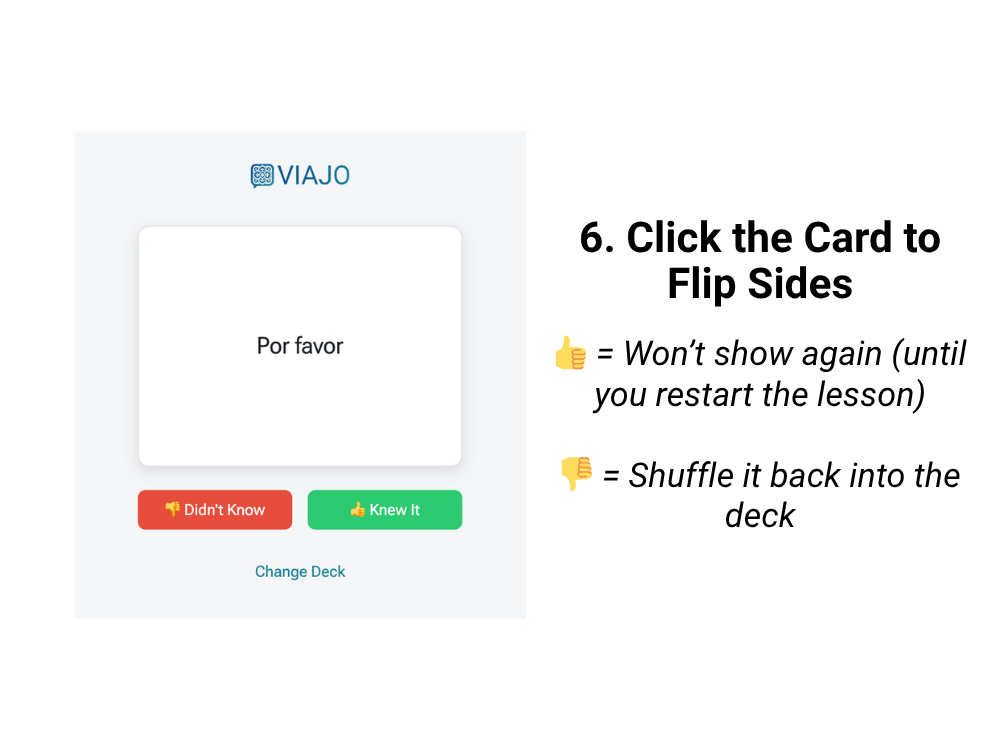 VIAJO
Por favor
👎 Didn't Know
👍 Knew It
Change Deck
6. Click the Card to
Flip Sides
👍 = Won’t show again (until
you restart the lesson)
👎 = Shuffle it back into the
deck